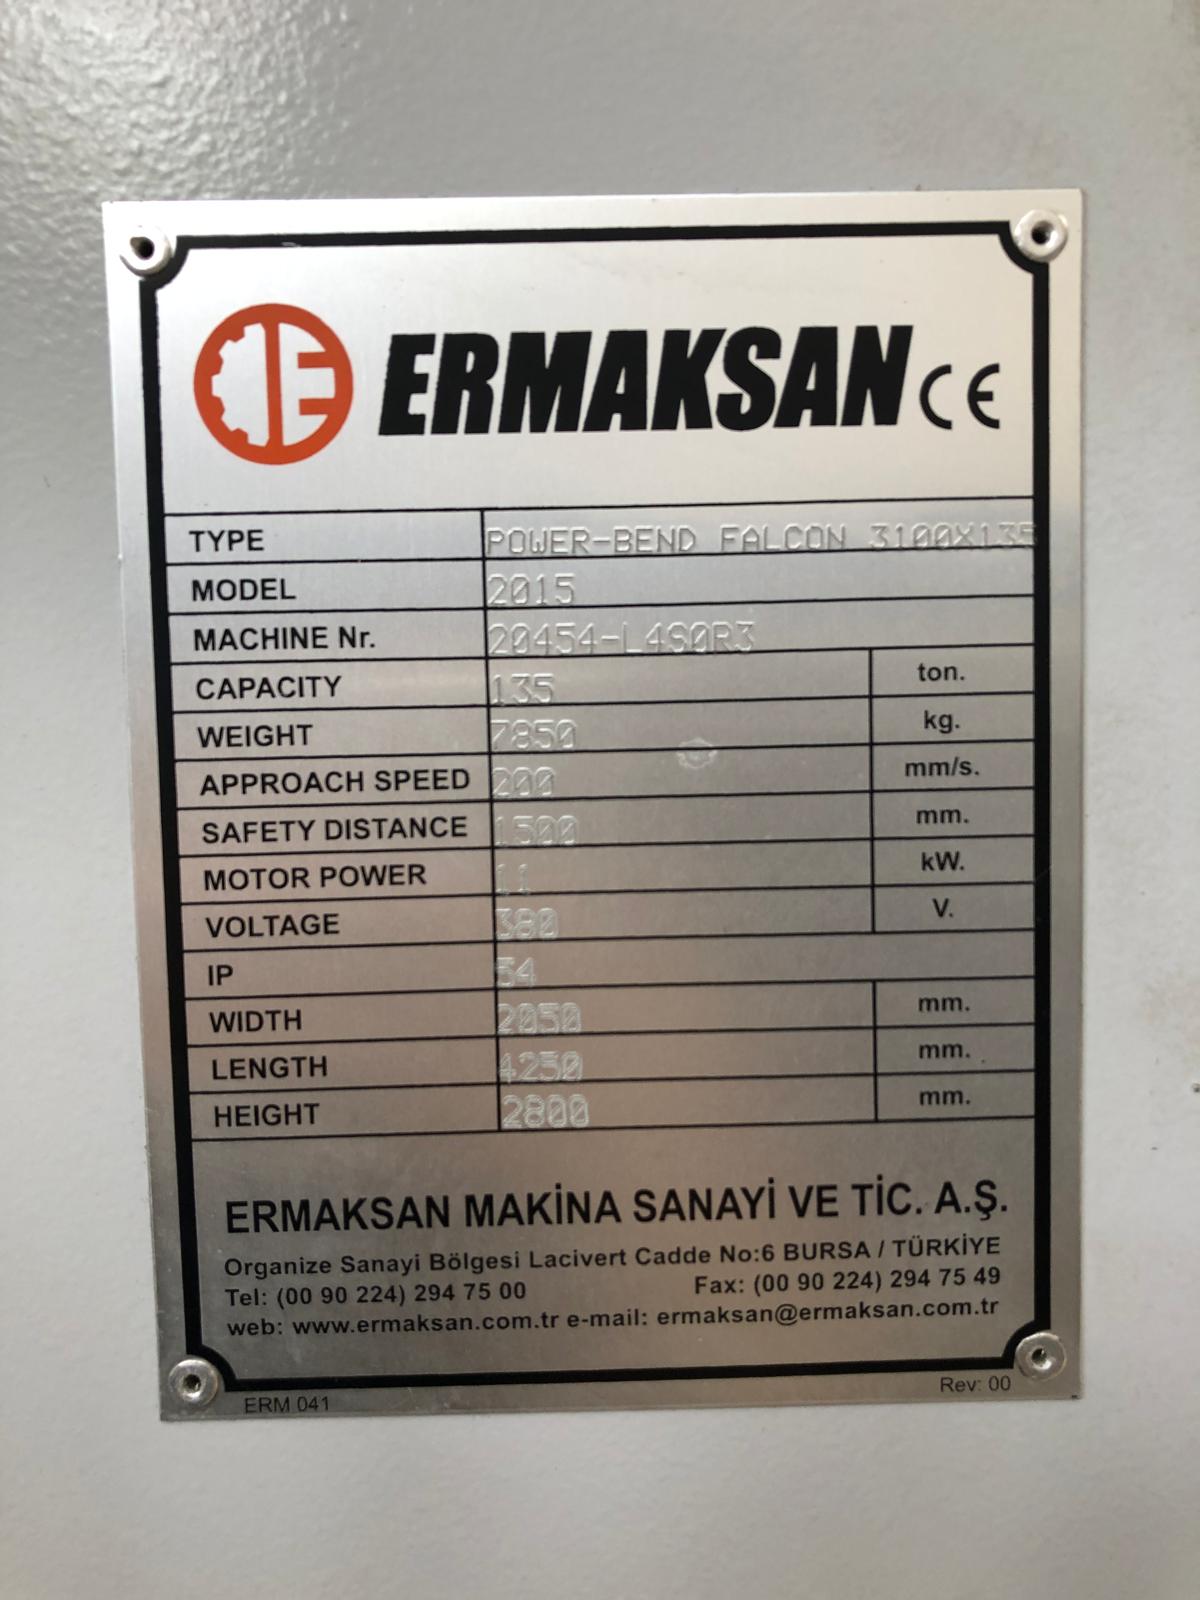 ERMAKSAN CE
TYPE POWER-BEND FALCON 3100X135
MODEL 2015
MACHINE Nr. 20454-L4S0R3
CAPACITY 135 ton.
WEIGHT 7850 kg.
APPROACH SPEED 200 mm/s.
SAFETY DISTANCE 1500 mm.
MOTOR POWER 11 kW.
VOLTAGE 380 V.
IP 54
WIDTH 2050 mm.
LENGTH 4250 mm.
HEIGHT 2800 mm.
ERMAKSAN MAKİNA SANAYİ VE TİC. A.Ş.
Organize Sanayi Bölgesi Lacivert Cadde No:6 BURSA / TÜRKİYE
Tel: (00 90 224) 294 75 00 Fax: (00 90 224) 294 75 49
web: www.ermaksan.com.tr e-mail: ermaksan@ermaksan.com.tr
ERM 041 Rev: 00